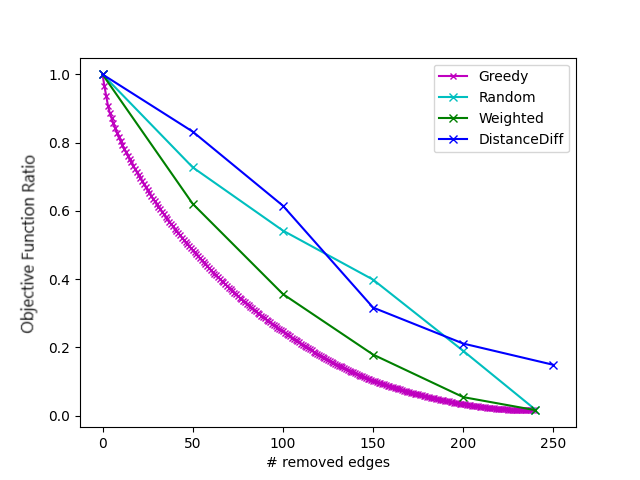 Objective Function Ratio
1.0
0.8
0.6
0.4
0.2
0.0
Greedy
Random
Weighted
DistanceDiff
0 50 100 150 200 250
# removed edges